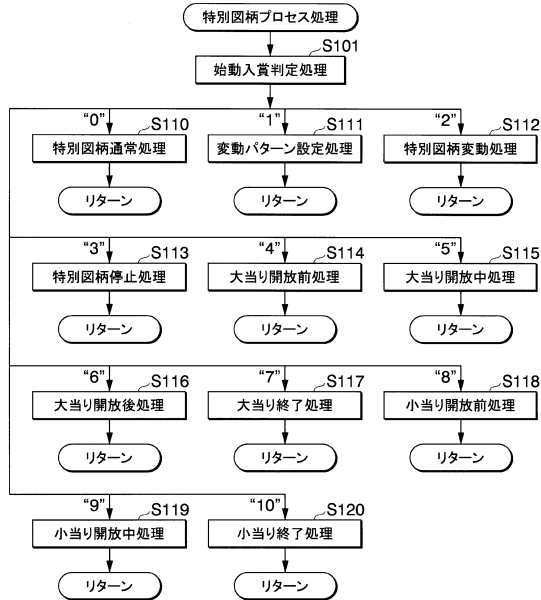 特別図柄プロセス処理
S101
始動入賞判定処理
“0” S110 “1” S111 “2” S112
特別図柄通常処理 変動パターン設定処理 特別図柄変動処理
リターン リターン リターン
“3” S113 “4” S114 “5” S115
特別図柄停止処理 大当り開放前処理 大当り開放中処理
リターン リターン リターン
“6” S116 “7” S117 “8” S118
大当り開放後処理 大当り終了処理 小当り開放前処理
リターン リターン リターン
“9” S119 “10” S120
小当り開放中処理 小当り終了処理
リターン リターン